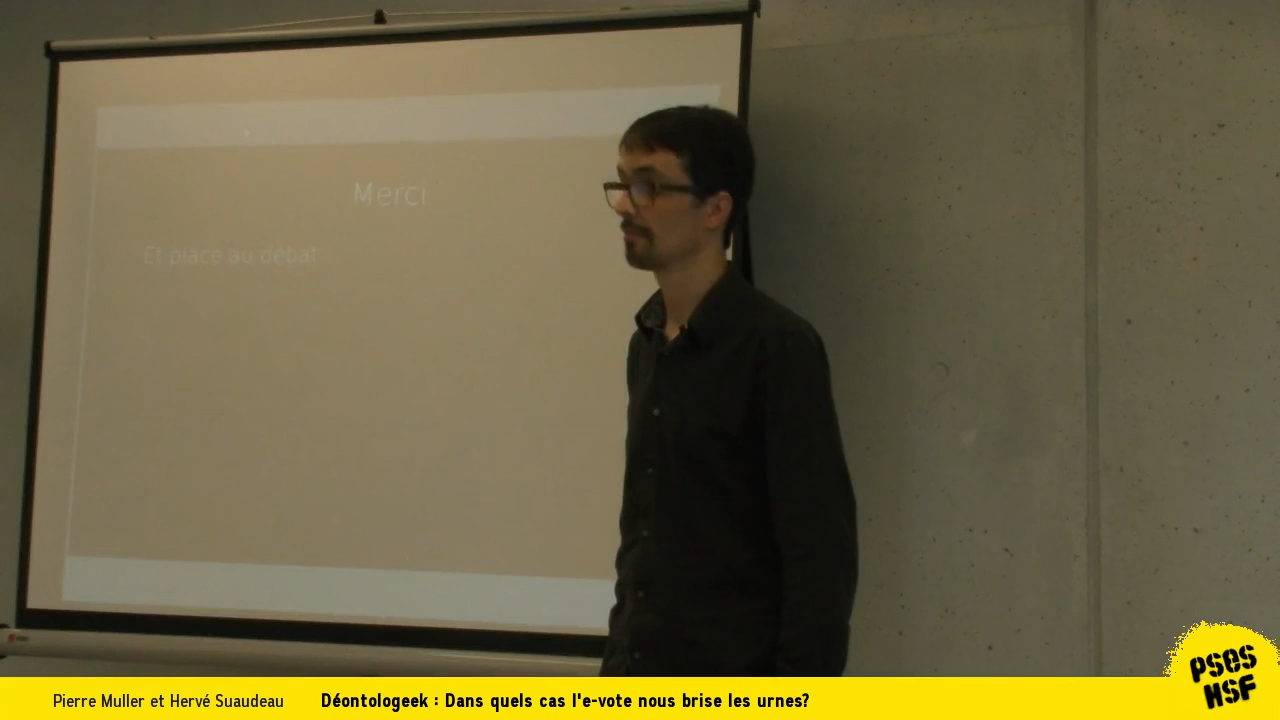 Merci
Et place au débat
Pierre Muller et Hervé Suaudeau Déontologeek : Dans quels cas l'e-vote nous brise les urnes?
PSES
HSF